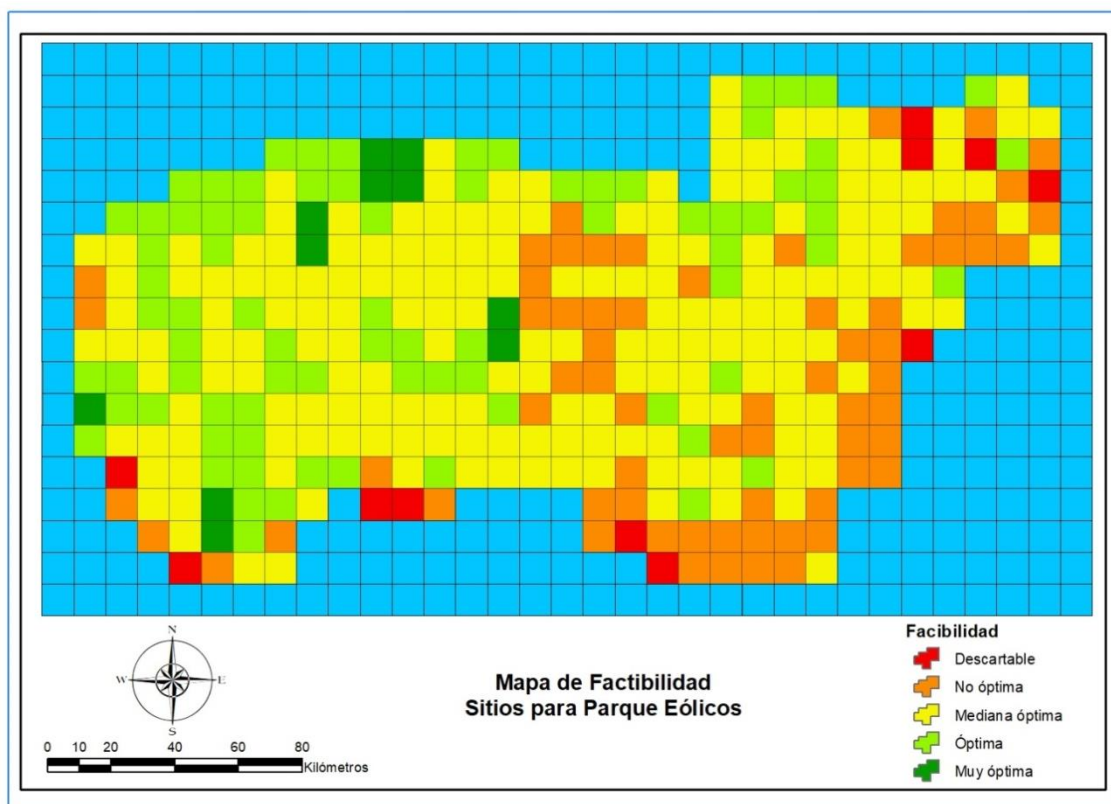 N
W
E
S
0 10 20 40 60 80
Kilómetros
Mapa de Factibilidad
Sitios para Parque Eólicos
Facibilidad
Descartable
No óptima
Mediana óptima
Óptima
Muy óptima